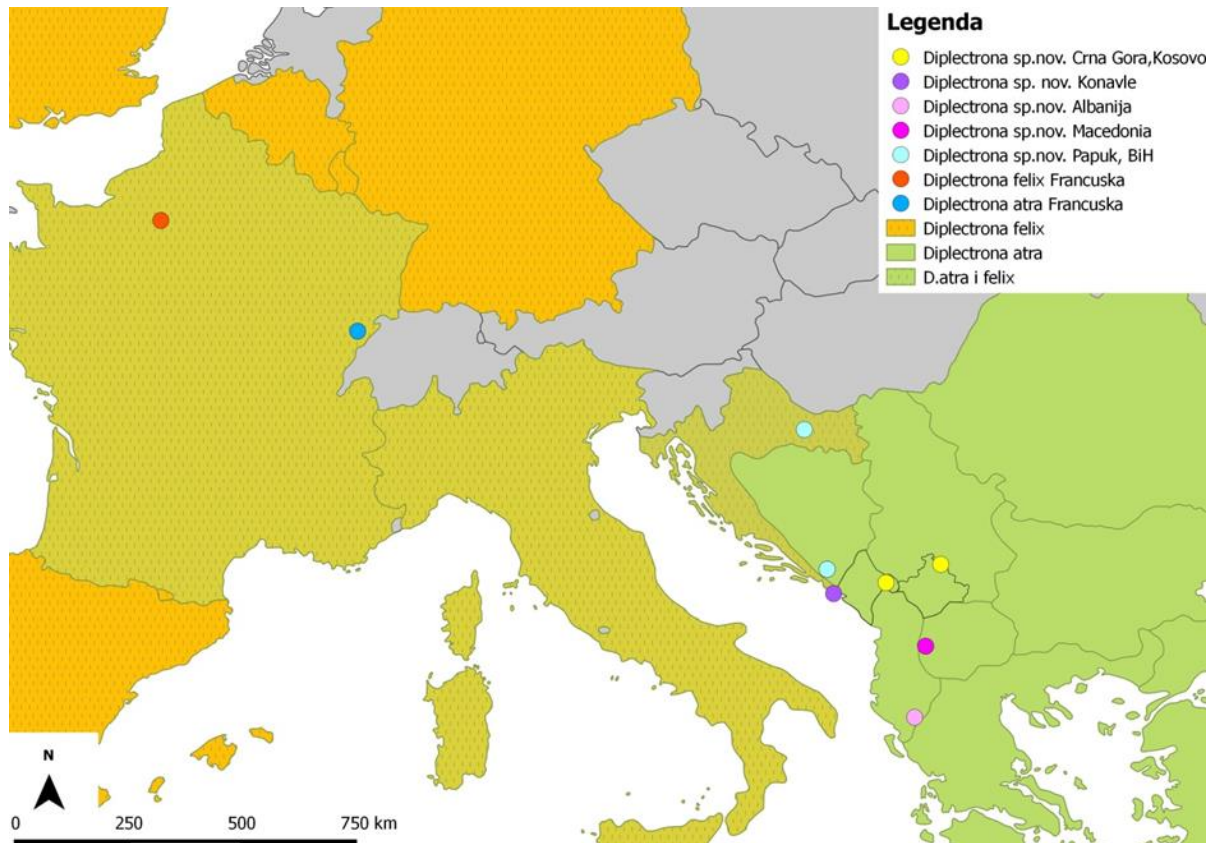 Legenda
Diplectrona sp.nov. Crna Gora,Kosovo
Diplectrona sp. nov. Konavle
Diplectrona sp.nov. Albanija
Diplectrona sp.nov. Macedonia
Diplectrona sp.nov. Papuk, BiH
Diplectrona felix Francuska
Diplectrona atra Francuska
Diplectrona felix
Diplectrona atra
D.atra i felix
N
0 250 500 750 km